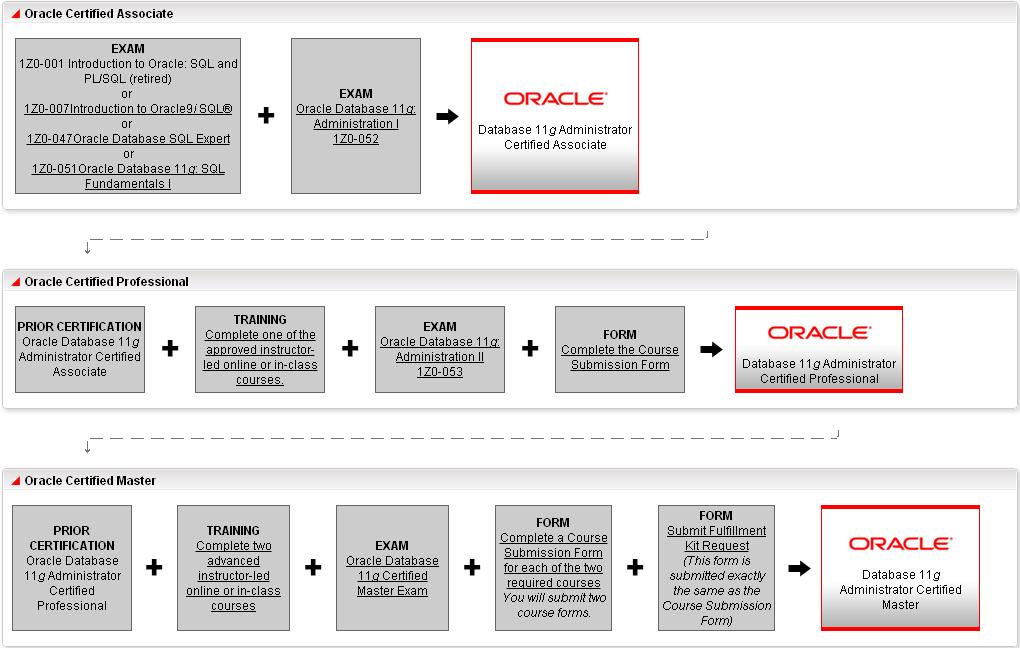 Oracle Certified Associate
EXAM
1Z0-001 Introduction to Oracle: SQL and
PL/SQL (retired)
or
1Z0-007Introduction to Oracle9i SQL®
or
1Z0-047Oracle Database SQL Expert
or
1Z0-051Oracle Database 11g: SQL
Fundamentals I
EXAM
Oracle Database 11g:
Administration I
1Z0-052
ORACLE®
Database 11g Administrator
Certified Associate
Oracle Certified Professional
PRIOR CERTIFICATION
Oracle Database 11g
Administrator Certified
Associate
TRAINING
Complete one of the
approved instructor-
led online or in-class
courses.
EXAM
Oracle Database 11g:
Administration II
1Z0-053
FORM
Complete the Course
Submission Form
ORACLE®
Database 11g Administrator
Certified Professional
Oracle Certified Master
PRIOR
CERTIFICATION
Oracle Database
11g Administrator
Certified
Professional
TRAINING
Complete two
advanced
instructor-led
online or in-class
courses
EXAM
Oracle Database
11g Certified
Master Exam
FORM
Complete a Course
Submission Form
for each of the two
required courses
You will submit two
course forms.
FORM
Submit Fulfillment
Kit Request
(This form is
submitted exactly
the same as the
Course Submission
Form)
ORACLE®
Database 11g
Administrator Certified
Master